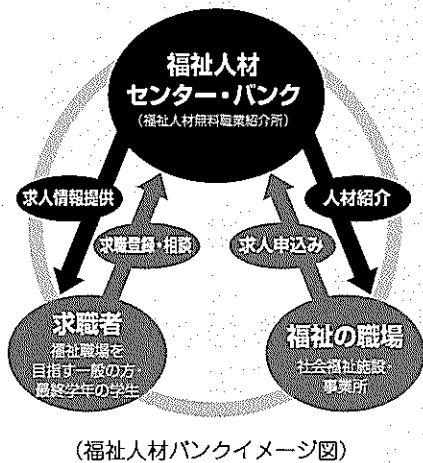 福祉人材
センター・バンク
(福祉人材無料職業紹介所)
求人情報提供
人材紹介
求職登録・相談
求人申込み
求職者
福祉職場を
目指す一般の方・
最終学年の学生
福祉の職場
社会福祉施設・
事業所
(福祉人材バンクイメージ図)